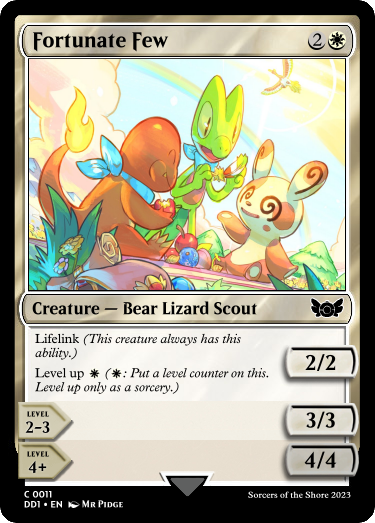 Fortunate Few
2
Creature — Bear Lizard Scout
Lifelink (This creature always has this
ability.)
Level up (: Put a level counter on this.
Level up only as a sorcery.)
2/2
LEVEL
2-3
3/3
LEVEL
4+
4/4
C 0011
DD1 • EN Mr Pidge
Sorcers of the Shore 2023